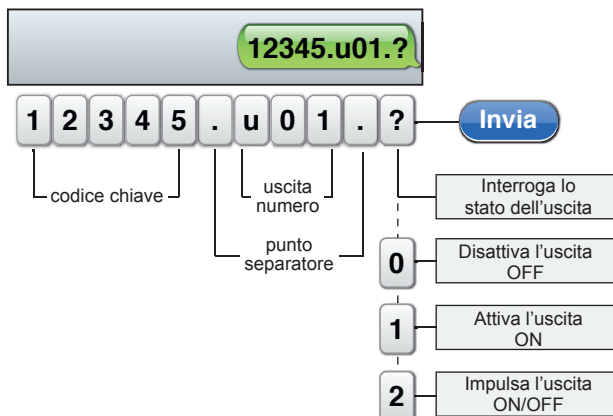 12345.u01.?
1 2 3 4 5 . u 0 1 . ?
Invia
codice chiave
uscita
numero
punto
separatore
Interroga lo
stato dell'uscita
0
Disattiva l'uscita
OFF
1
Attiva l'uscita
ON
2
Impulsa l'uscita
ON/OFF